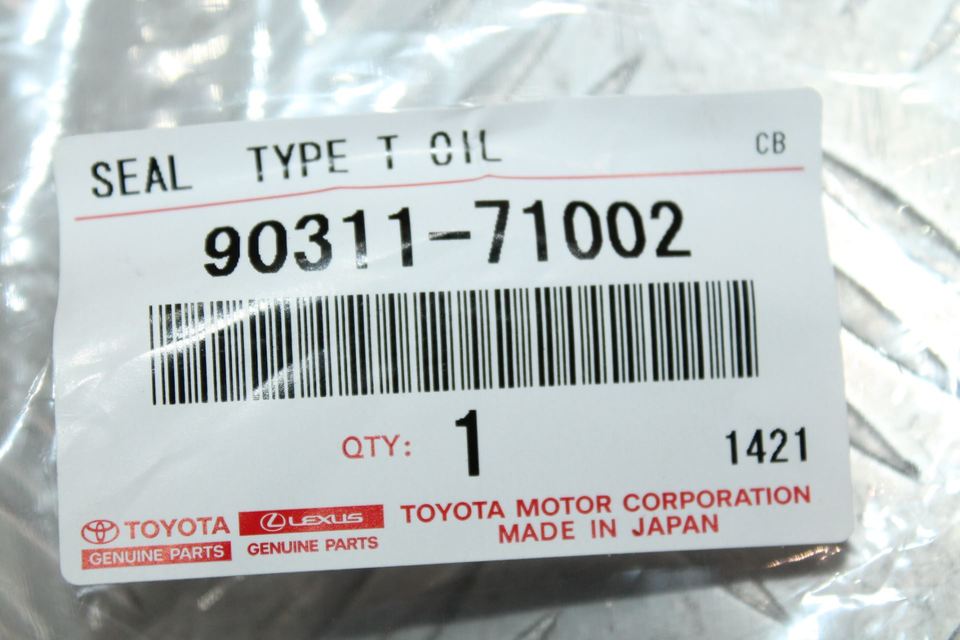 SEAL TYPE T OIL CB
90311-71002
QTY: 1 1421
TOYOTA
GENUINE PARTS
LEXUS
GENUINE PARTS
TOYOTA MOTOR CORPORATION
MADE IN JAPAN